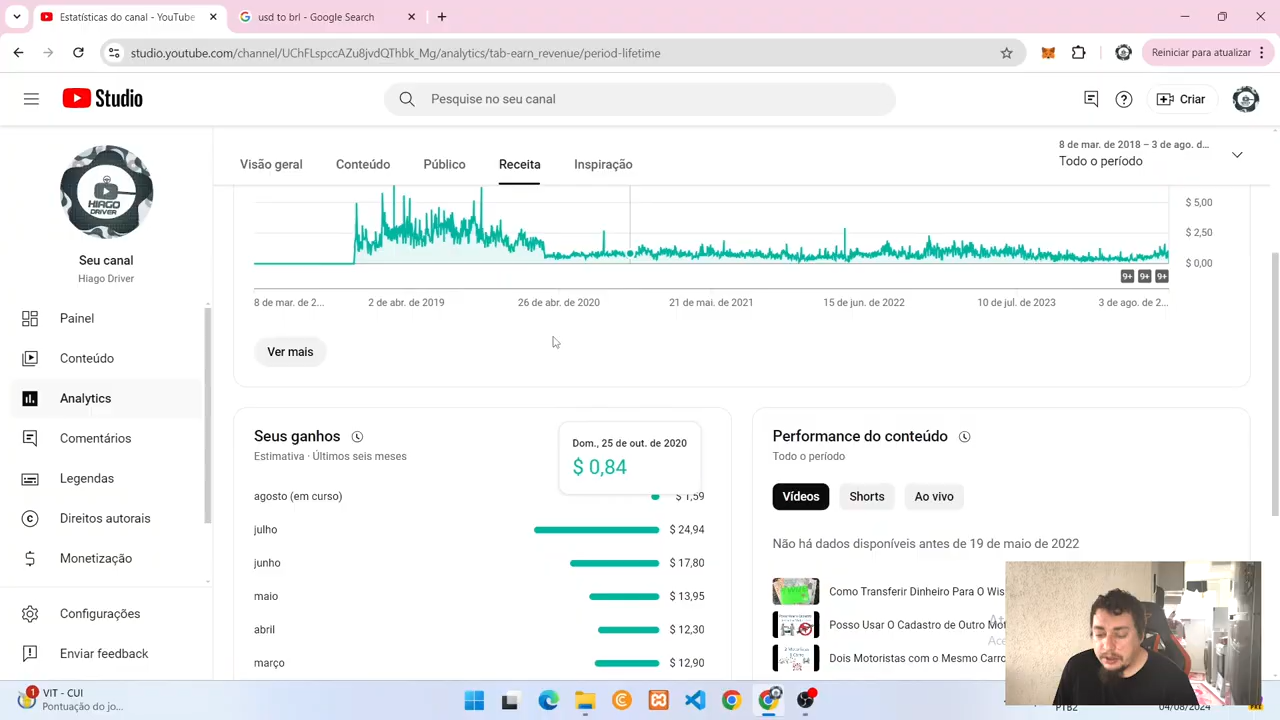 Estatísticas do canal - YouTube
usd to brl - Google Search
studio.youtube.com/channel/UChFLspccAZu8jvdQThbk_Mg/analytics/tab-earn_revenue/period-lifetime
Reiniciar para atualizar
Studio
Pesquise no seu canal
Criar
HIAGO
DRIVER
Seu canal
Hiago Driver
Painel
Conteúdo
Analytics
Comentários
Legendas
Direitos autorais
Monetização
Configurações
Enviar feedback
Visão geral
Conteúdo
Público
Receita
Inspiração
8 de mar. de 2018 – 3 de ago. d...
Todo o período
$ 5,00
$ 2,50
$ 0,00
9+ 9+ 9+
8 de mar. de 2...
2 de abr. de 2019
26 de abr. de 2020
21 de mai. de 2021
15 de jun. de 2022
10 de jul. de 2023
3 de ago. de 2...
Ver mais
Seus ganhos
Estimativa · Últimos seis meses
Dom., 25 de out. de 2020
$ 0,84
agosto (em curso) $ 1,59
julho $ 24,94
junho $ 17,80
maio $ 13,95
abril $ 12,30
março $ 12,90
Performance do conteúdo
Todo o período
Vídeos
Shorts
Ao vivo
Não há dados disponíveis antes de 19 de maio de 2022
Como Transferir Dinheiro Para O Wis
Posso Usar O Cadastro de Outro Mot
Dois Motoristas com o Mesmo Carro
1
VIT - CUI
Pontuação do jo...
PTB2
04/08/2024